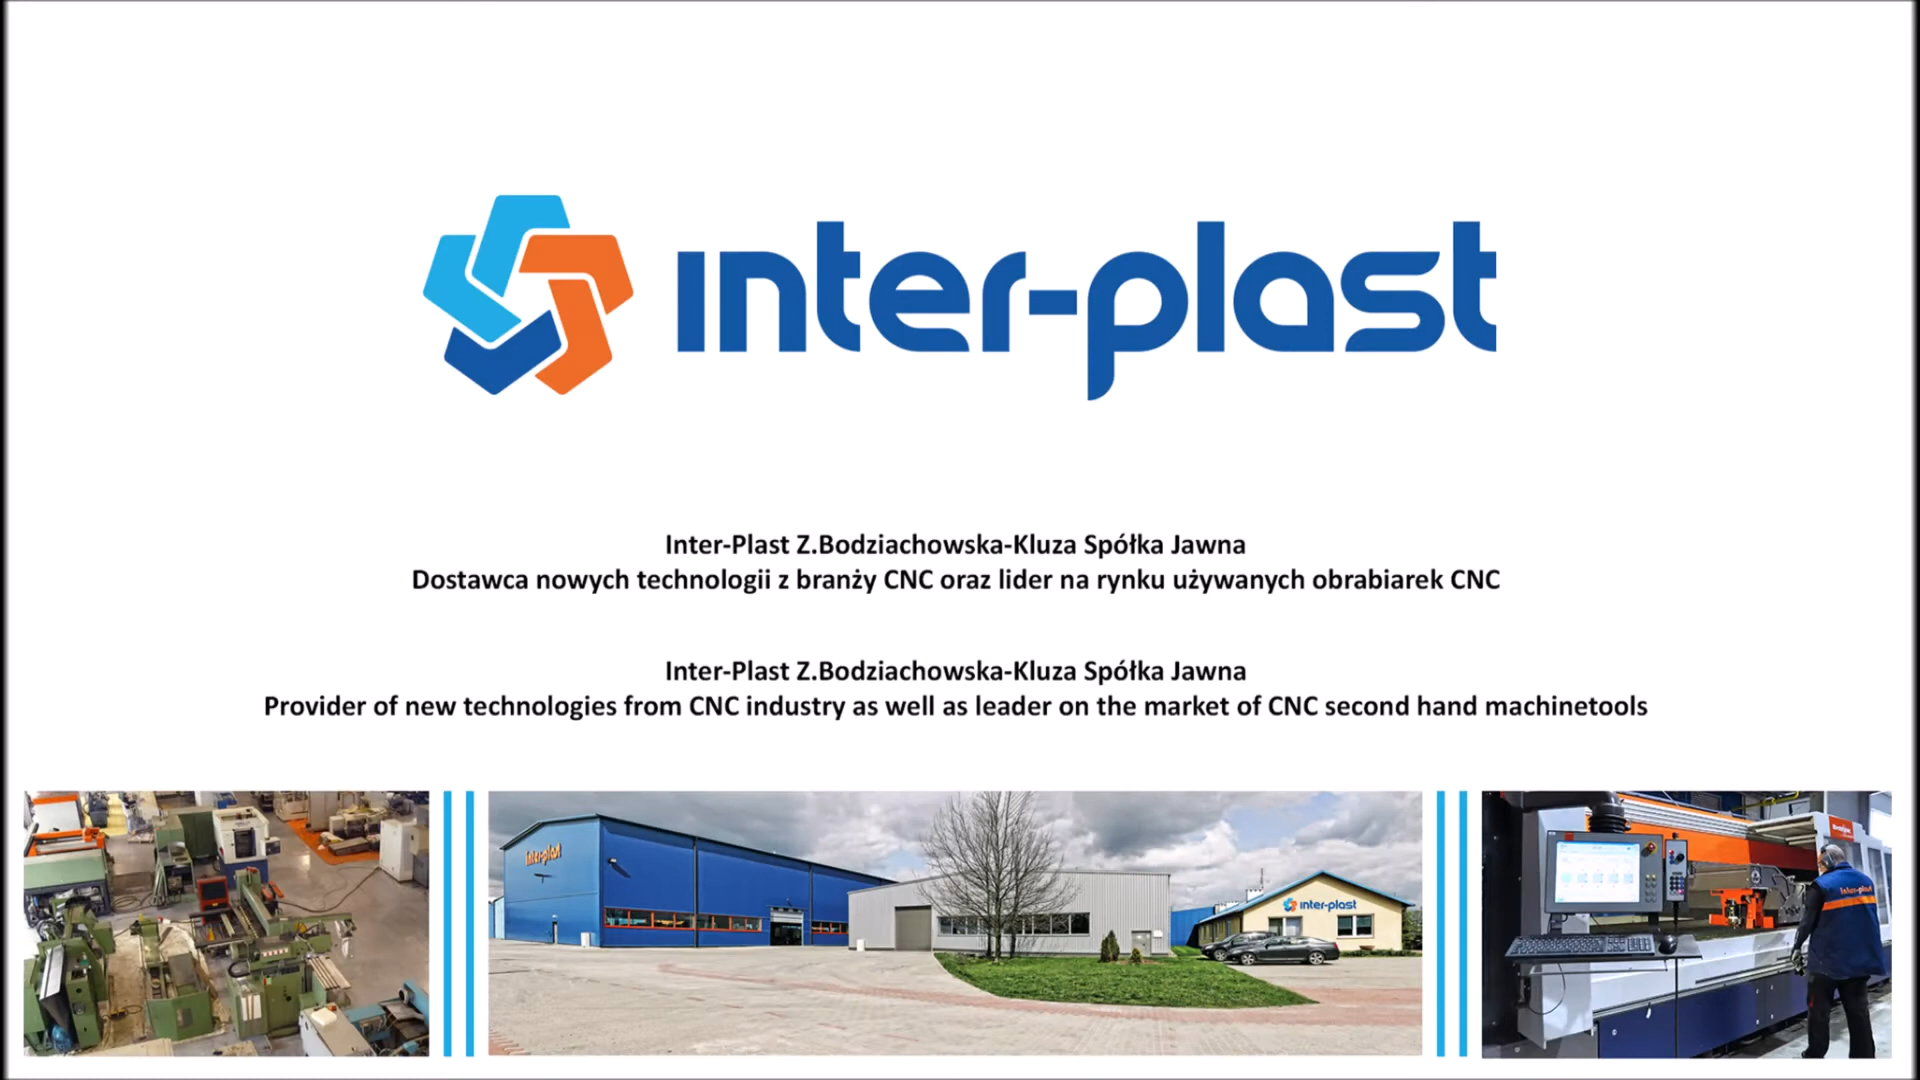 inter-plast
Inter-Plast Z.Bodziachowska-Kluza Spółka Jawna
Dostawca nowych technologii z branży CNC oraz lider na rynku używanych obrabiarek CNC
Inter-Plast Z.Bodziachowska-Kluza Spółka Jawna
Provider of new technologies from CNC industry as well as leader on the market of CNC second hand machinetools
inter-plast
inter-plast
Inter-plast